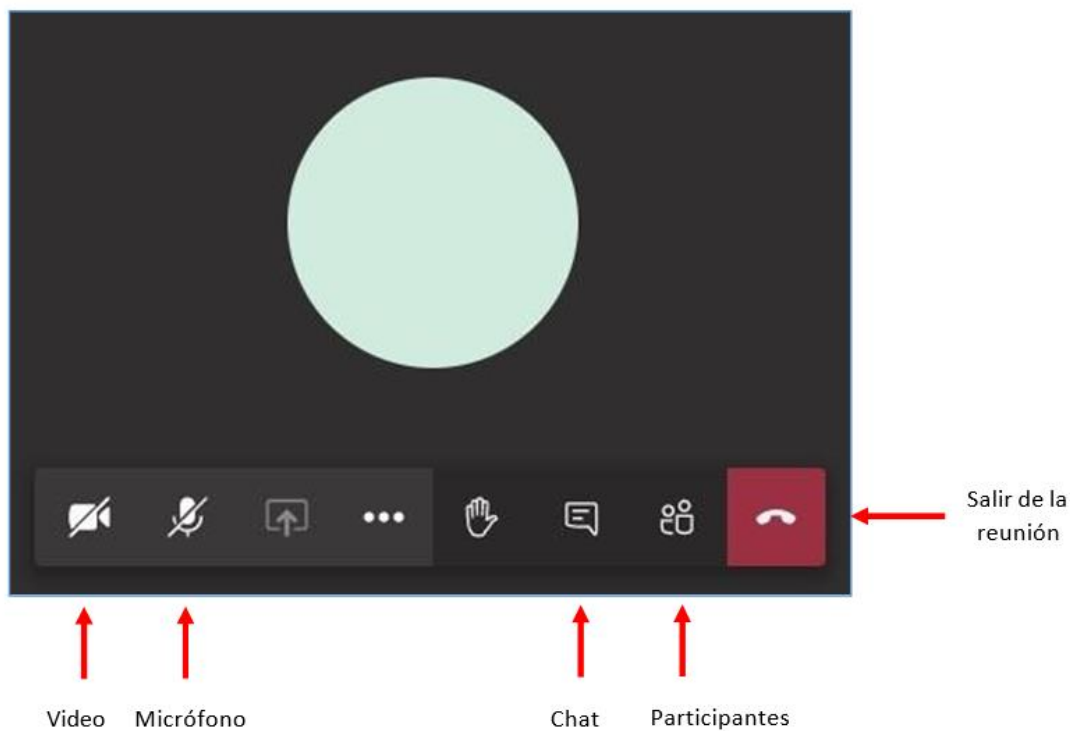 Salir de la
reunión
Video
Micrófono
Chat
Participantes